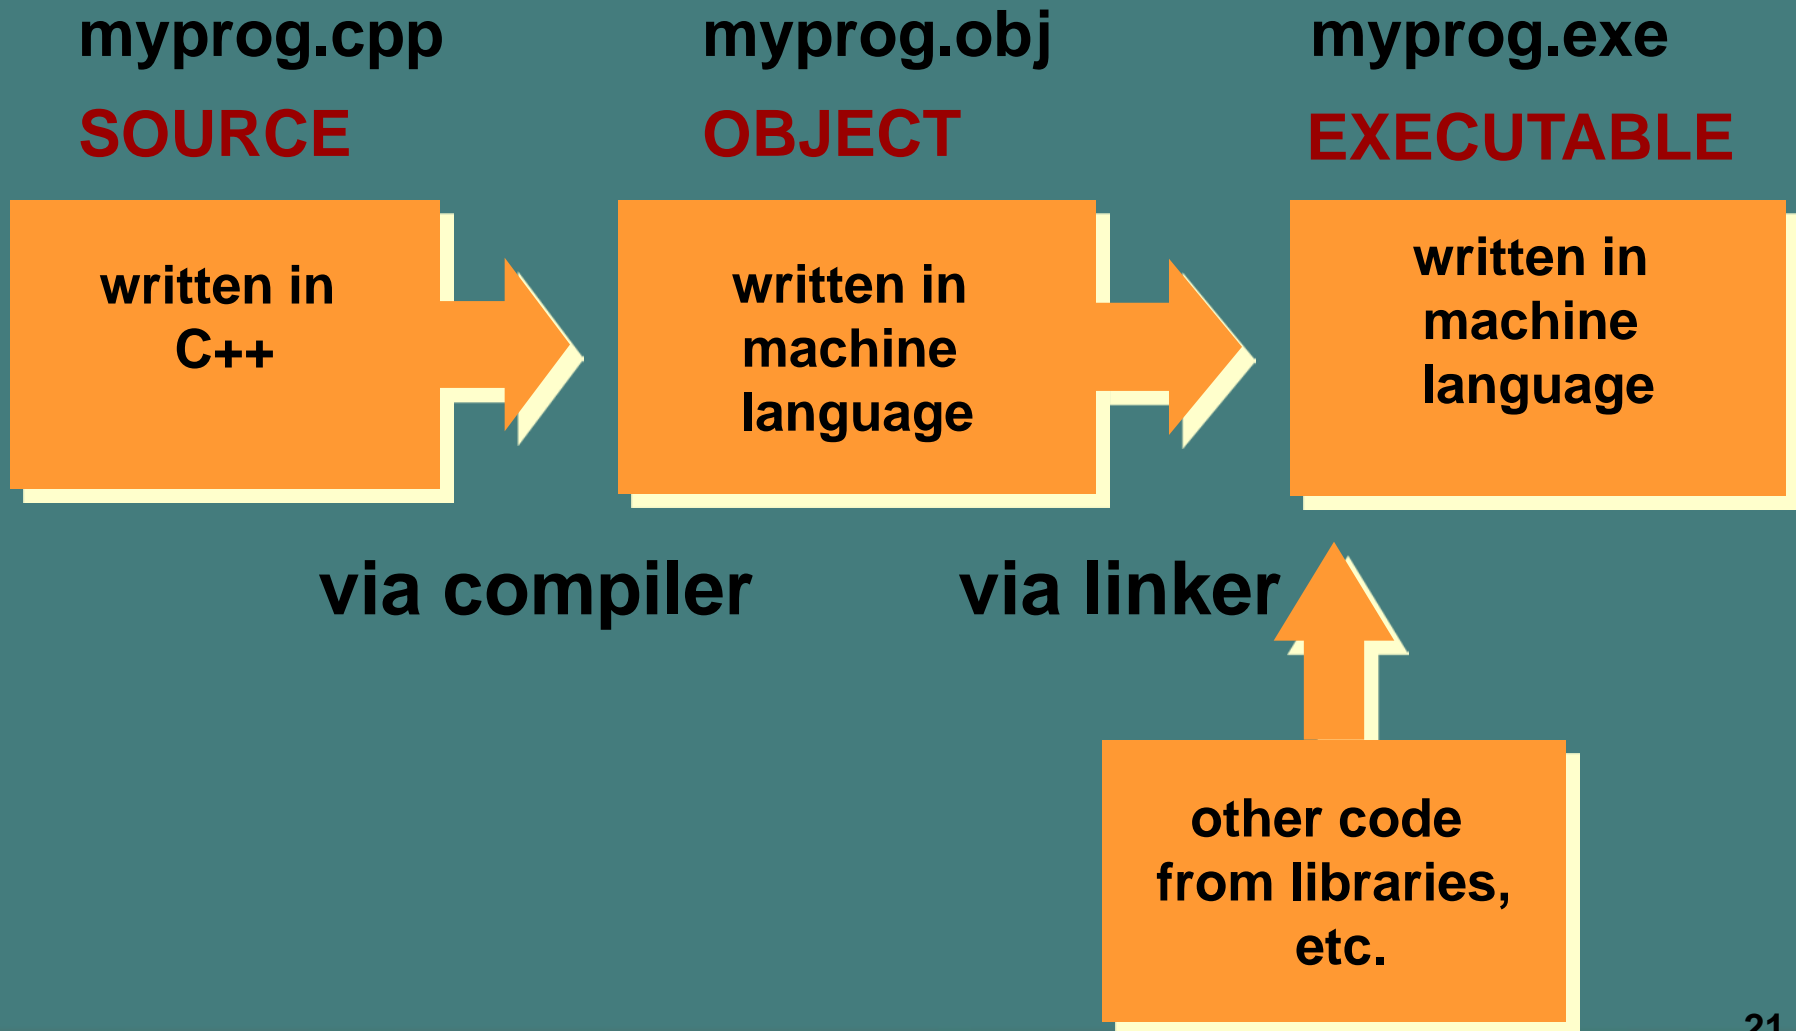 myprog.cpp
myprog.obj
myprog.exe
SOURCE
OBJECT
EXECUTABLE
written in
C++
written in
machine
language
written in
machine
language
via compiler
via linker
other code
from libraries,
etc.
21